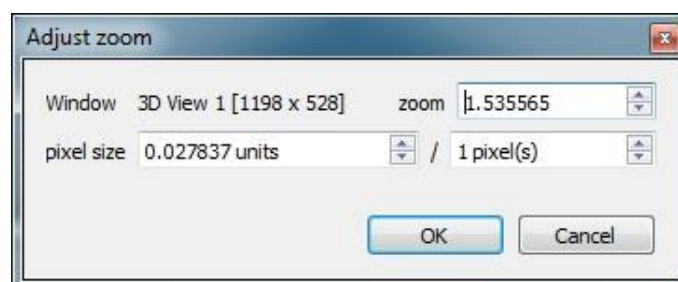 Adjust zoom
Window 3D View 1 [1198 x 528] zoom 1.535565
pixel size 0.027837 units / 1 pixel(s)
OK Cancel